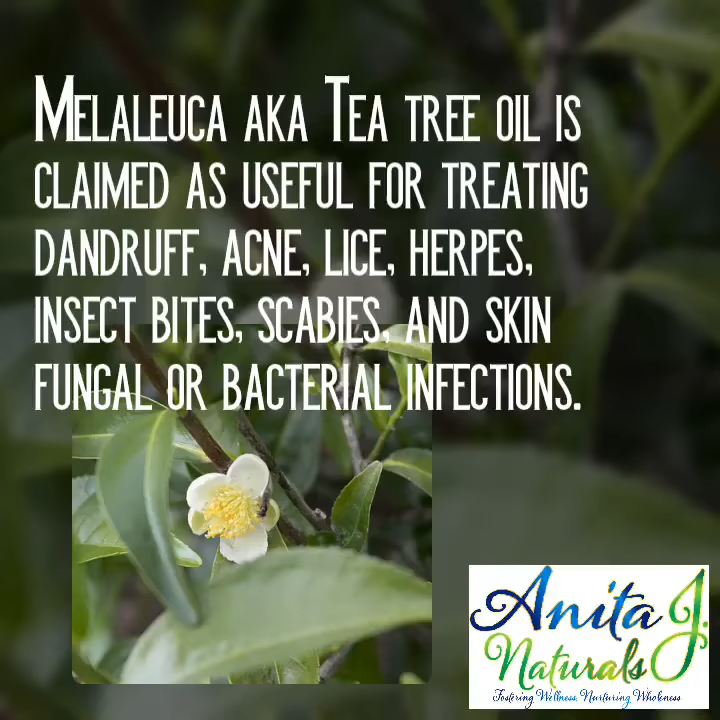 Melaleuca aka Tea tree oil is
claimed as useful for treating
dandruff, acne, lice, herpes,
insect bites, scabies, and skin
fungal or bacterial infections.
Anita J.
Naturals
Fostering Wellness, Nurturing Wholeness